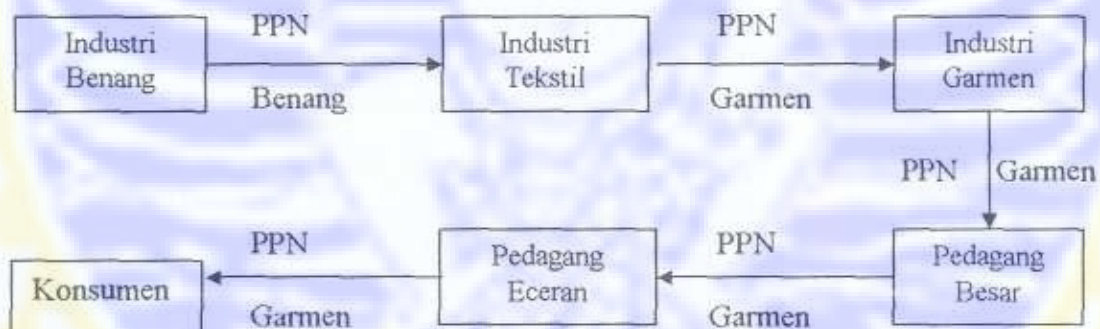 Industri
Benang
PPN
Benang
Industri
Tekstil
PPN
Garmen
Industri
Garmen
PPN Garmen
Pedagang
Besar
PPN
Garmen
Pedagang
Eceran
PPN
Garmen
Konsumen